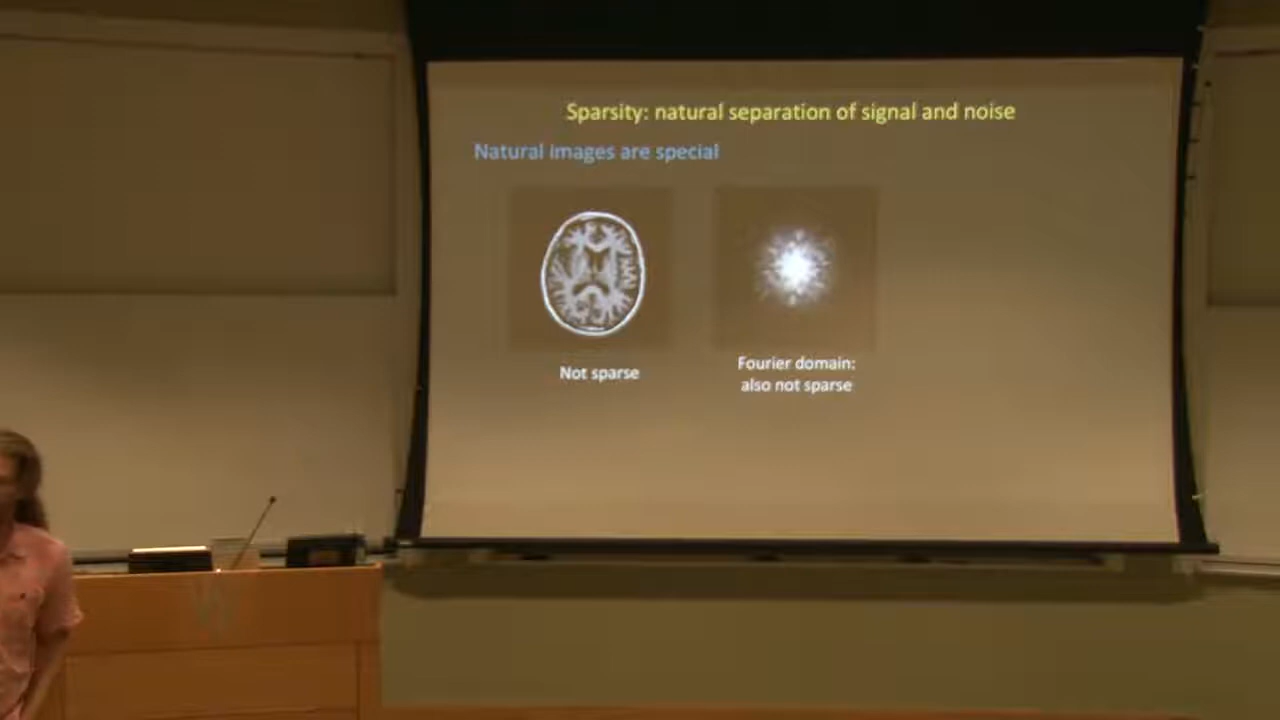 Sparsity: natural separation of signal and noise
Natural images are special
Not sparse
Fourier domain:
also not sparse